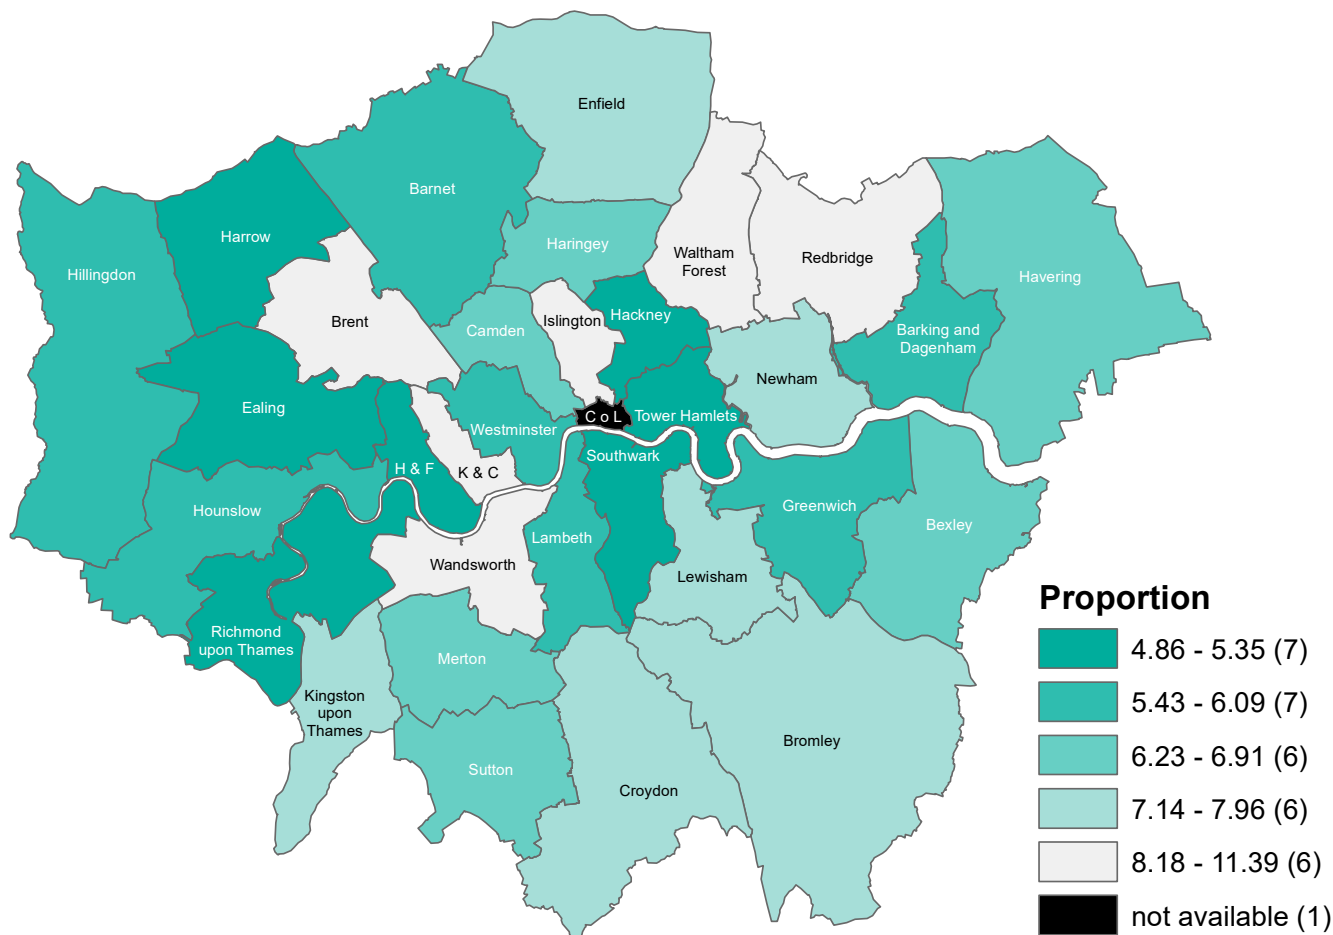 Enfield
Barnet
Harrow
Haringey
Waltham
Forest
Redbridge
Hillingdon
Havering
Brent
Camden
Islington
Hackney
Barking and
Dagenham
Newham
Ealing
Westminster
C o L
Tower Hamlets
H & F
K & C
Southwark
Hounslow
Greenwich
Bexley
Lambeth
Wandsworth
Lewisham
Richmond
upon Thames
Merton
Kingston
upon
Thames
Sutton
Croydon
Bromley
Proportion
4.86 - 5.35 (7)
5.43 - 6.09 (7)
6.23 - 6.91 (6)
7.14 - 7.96 (6)
8.18 - 11.39 (6)
not available (1)